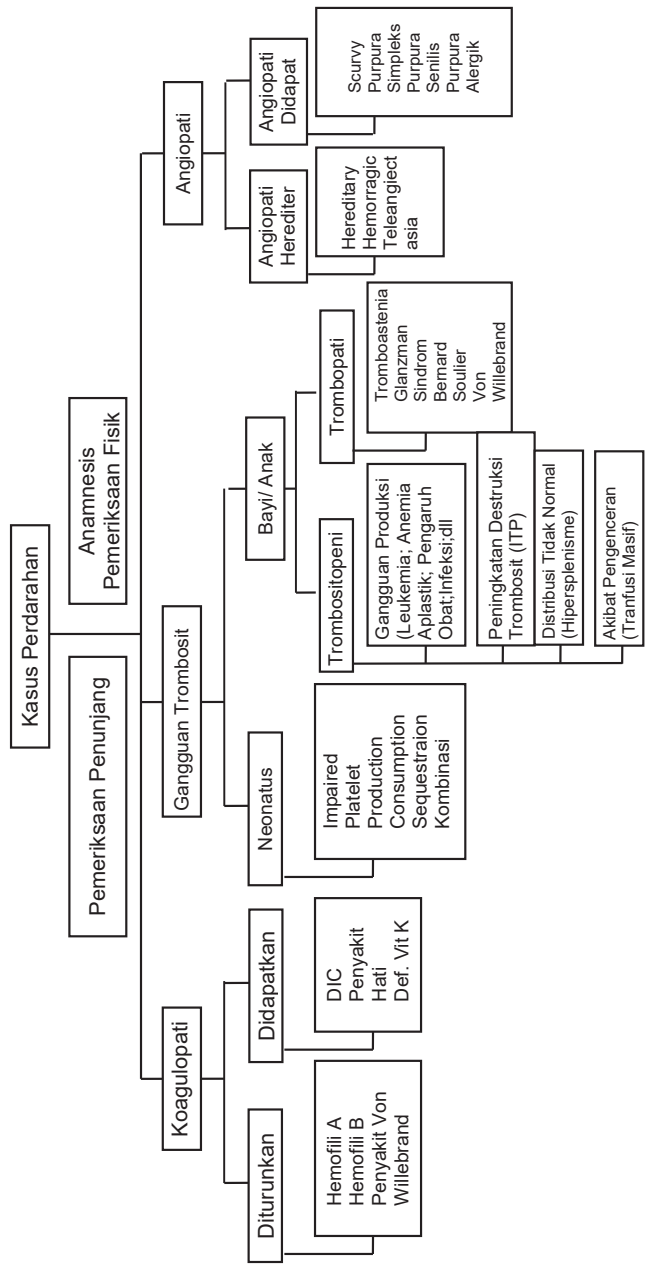 Kasus Perdarahan
Pemeriksaan Penunjang
Anamnesis
Pemeriksaan Fisik
Koagulopati
Diturunkan
Hemofili A
Hemofili B
Penyakit Von
Willebrand
Didapatkan
DIC
Penyakit
Hati
Def. Vit K
Gangguan Trombosit
Neonatus
Impaired
Platelet
Production
Consumption
Sequestraion
Kombinasi
Bayi/ Anak
Trombositopeni
Gangguan Produksi
(Leukemia; Anemia
Aplastik; Pengaruh
Obat;Infeksi;dll
Peningkatan Destruksi
Trombosit (ITP)
Distribusi Tidak Normal
(Hipersplenisme)
Akibat Pengenceran
(Tranfusi Masif)
Trombopati
Tromboastenia
Glanzman
Sindrom
Bernard
Soulier
Von
Willebrand
Angiopati
Angiopati
Herediter
Hereditary
Hemorragic
Teleangiect
asia
Angiopati
Didapat
Scurvy
Purpura
Simpleks
Purpura
Senilis
Purpura
Alergik